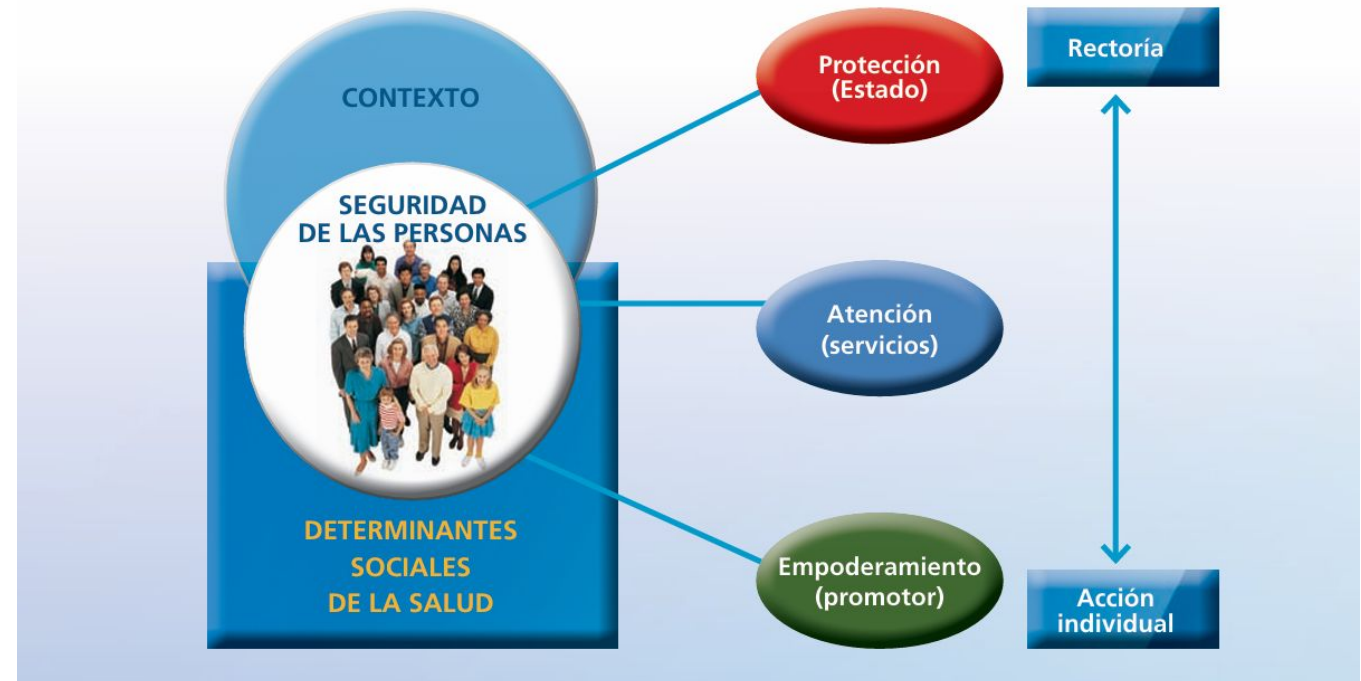 CONTEXTO
SEGURIDAD
DE LAS PERSONAS
DETERMINANTES
SOCIALES
DE LA SALUD
Protección
(Estado)
Atención
(servicios)
Empoderamiento
(promotor)
Rectoría
Acción
individual